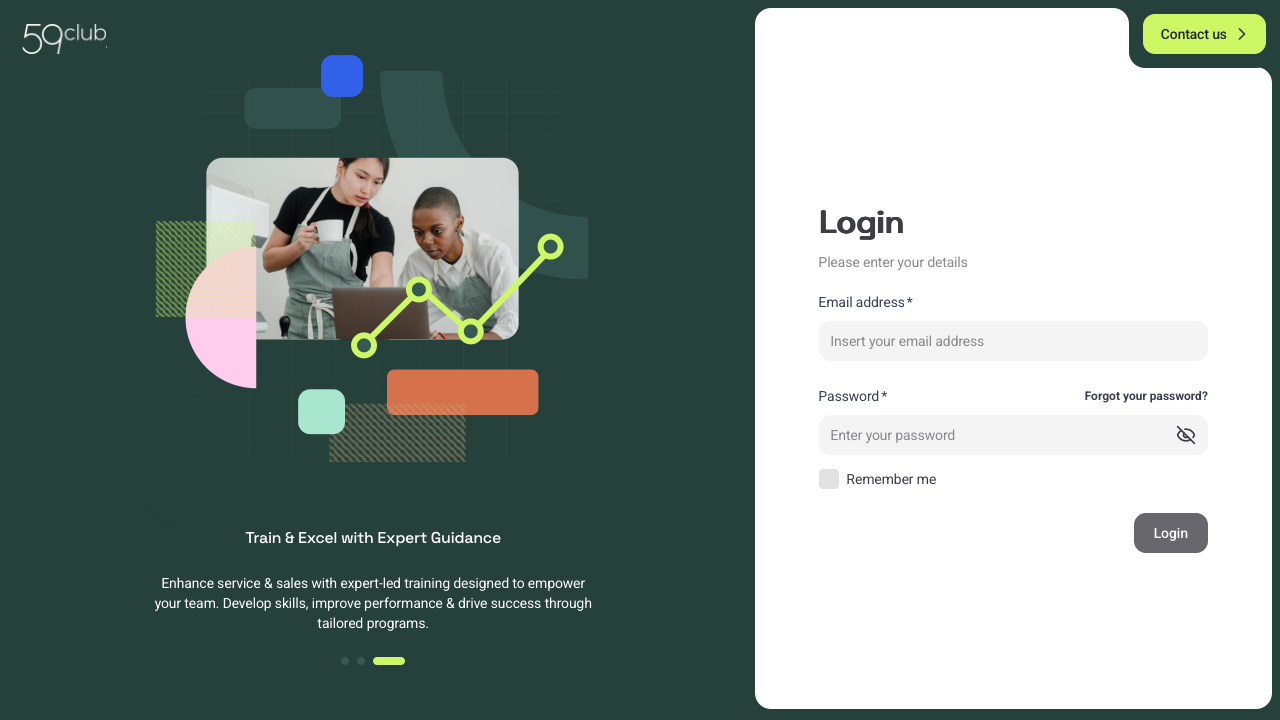 59club
Contact us
Login
Please enter your details
Email address*
Insert your email address
Password*
Forgot your password?
Enter your password
Remember me
Login
Train & Excel with Expert Guidance
Enhance service & sales with expert-led training designed to empower
your team. Develop skills, improve performance & drive success through
tailored programs.